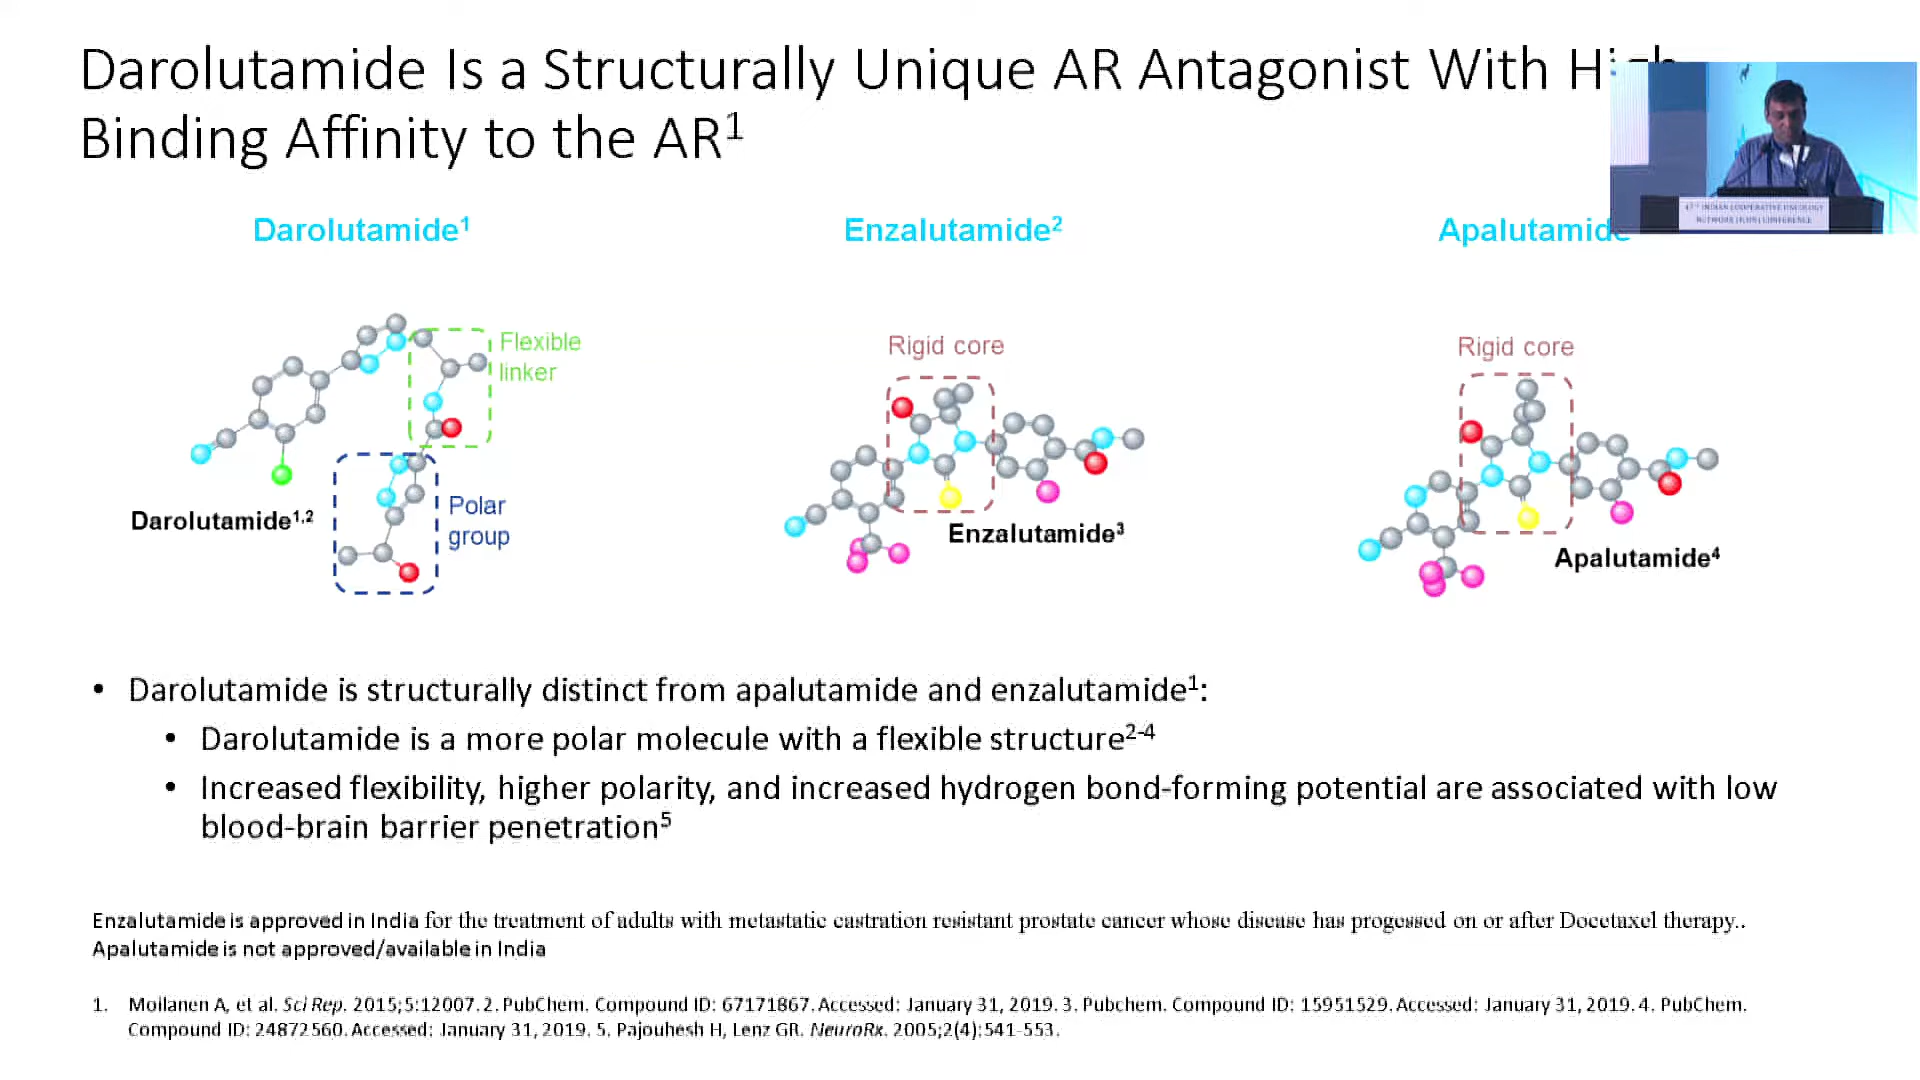 Darolutamide Is a Structurally Unique AR Antagonist With High
Binding Affinity to the AR¹
47TH INDIAN COOPERATIVE ONCOLOGY
NETWORK (ICON) CONFERENCE
Darolutamide¹
Enzalutamide²
Apalutamide
Flexible
linker
Polar
group
Darolutamide¹,²
Rigid core
Enzalutamide³
Rigid core
Apalutamide⁴
• Darolutamide is structurally distinct from apalutamide and enzalutamide¹:
• Darolutamide is a more polar molecule with a flexible structure²⁻⁴
• Increased flexibility, higher polarity, and increased hydrogen bond-forming potential are associated with low
blood-brain barrier penetration⁵
Enzalutamide is approved in India for the treatment of adults with metastatic castration resistant prostate cancer whose disease has progessed on or after Docetaxel therapy..
Apalutamide is not approved/available in India
1. Moilanen A, et al. Sci Rep. 2015;5:12007. 2. PubChem. Compound ID: 67171867. Accessed: January 31, 2019. 3. Pubchem. Compound ID: 15951529. Accessed: January 31, 2019. 4. PubChem.
Compound ID: 24872560. Accessed: January 31, 2019. 5. Pajouhesh H, Lenz GR. NeuroRx. 2005;2(4):541-553.